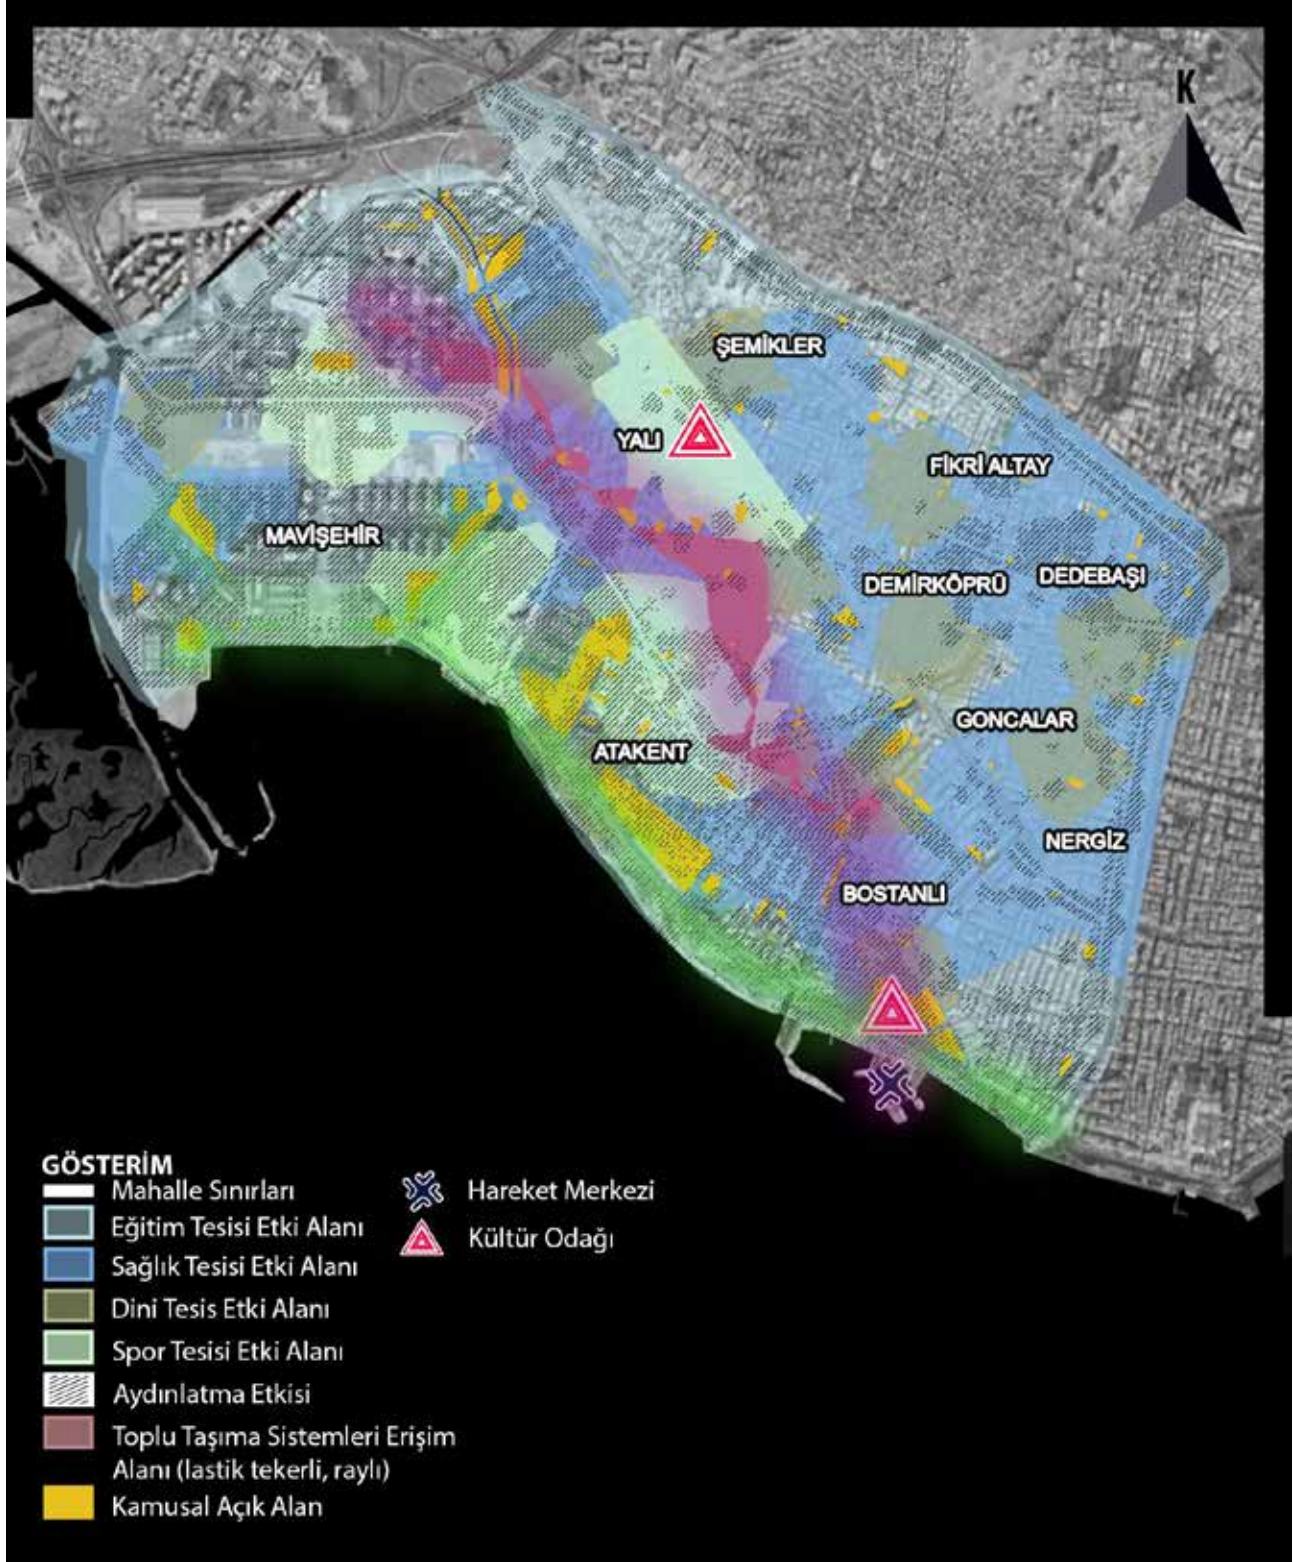 K
ŞEMİKLER
YALI
FİKRİ ALTAY
MAVİŞEHİR
DEMİRKÖPRÜ
DEDEBAŞI
GONCALAR
ATAKENT
NERGİZ
BOSTANLI
GÖSTERİM
Mahalle Sınırları
Eğitim Tesisi Etki Alanı
Sağlık Tesisi Etki Alanı
Dini Tesis Etki Alanı
Spor Tesisi Etki Alanı
Aydınlatma Etkisi
Toplu Taşıma Sistemleri Erişim
Alanı (lastik tekerli, raylı)
Kamusal Açık Alan
Hareket Merkezi
Kültür Odağı